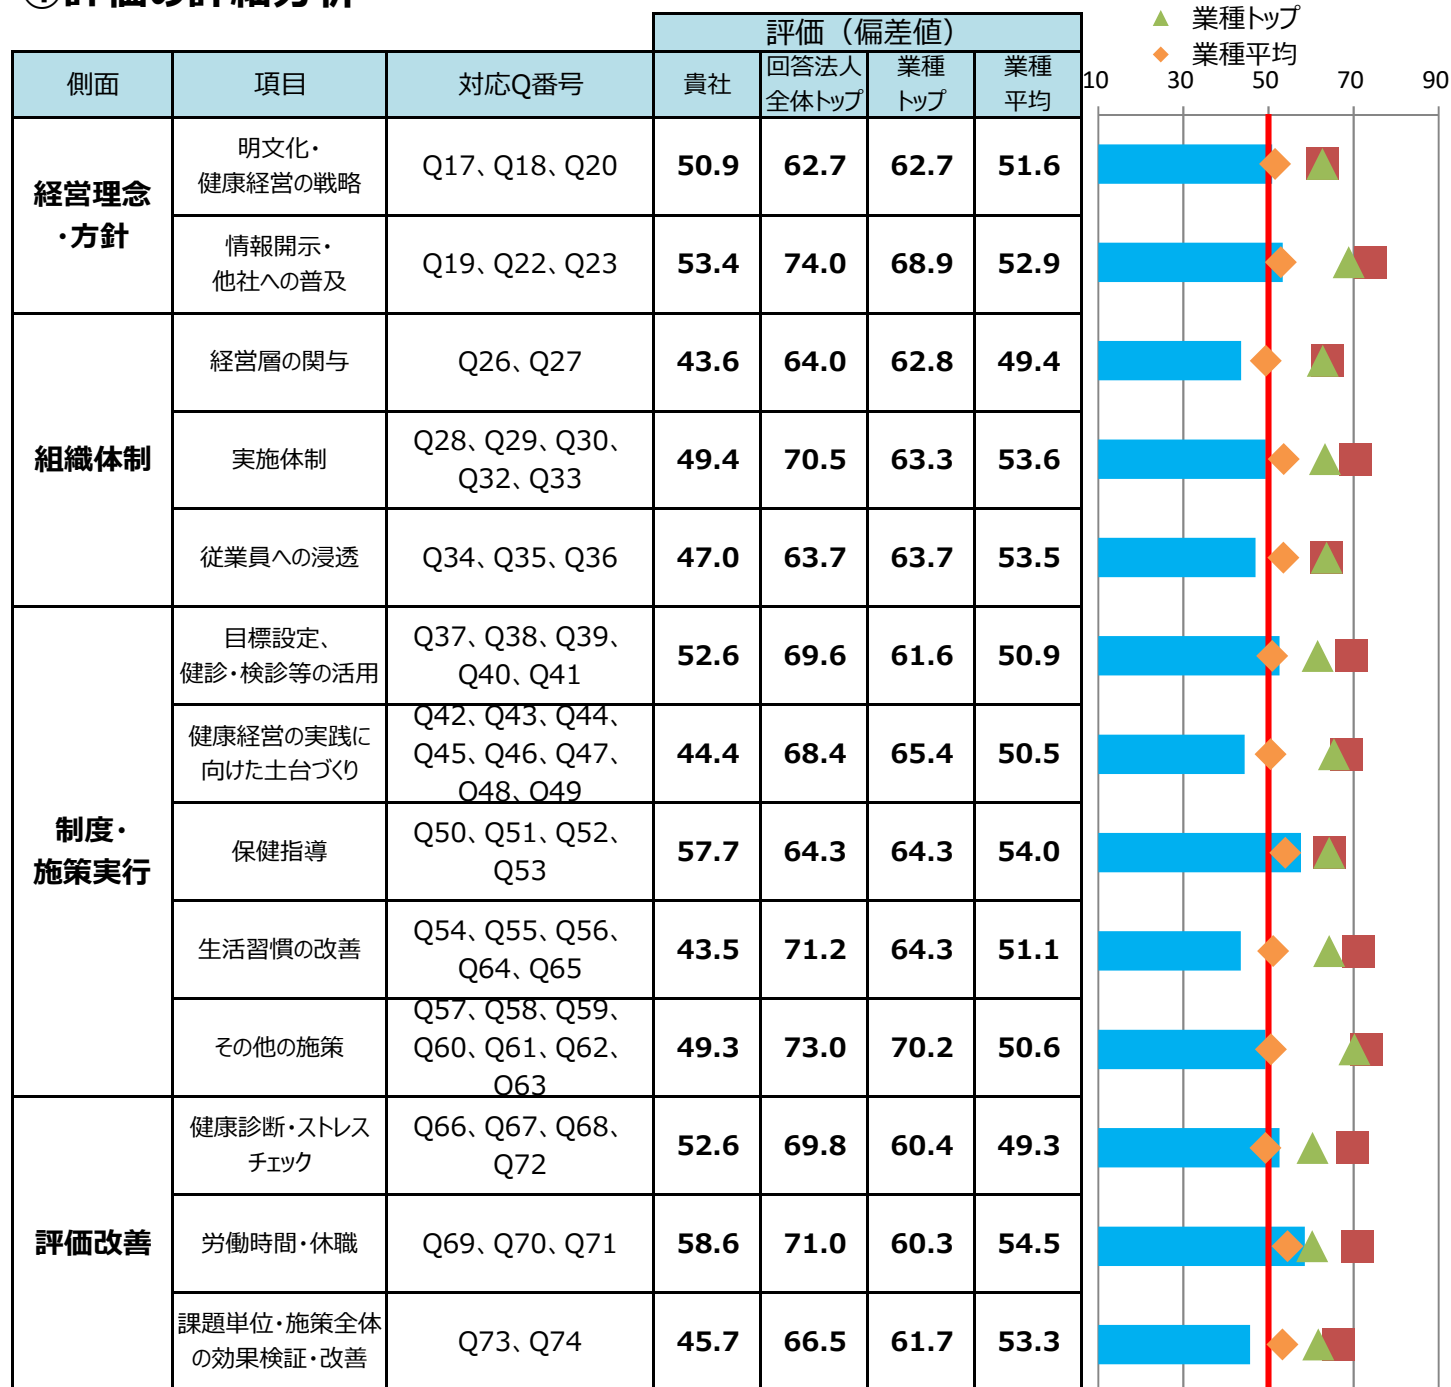 ①評価の詳細分析
▲ 業種トップ
◆ 業種平均
評価（偏差値）
側面 項目 対応Q番号 貴社 回答法人 業種 業種
全体トップ トップ 平均
10 30 50 70 90
経営理念
・方針
明文化・
健康経営の戦略
Q17、Q18、Q20 50.9 62.7 62.7 51.6
情報開示・
他社への普及
Q19、Q22、Q23 53.4 74.0 68.9 52.9
組織体制
経営層の関与 Q26、Q27 43.6 64.0 62.8 49.4
実施体制
Q28、Q29、Q30、
Q32、Q33
49.4 70.5 63.3 53.6
従業員への浸透 Q34、Q35、Q36 47.0 63.7 63.7 53.5
制度・
施策実行
目標設定、
健診・検診等の活用
Q37、Q38、Q39、
Q40、Q41
52.6 69.6 61.6 50.9
健康経営の実践に
向けた土台づくり
Q42、Q43、Q44、
Q45、Q46、Q47、
Q48、Q49
44.4 68.4 65.4 50.5
保健指導
Q50、Q51、Q52、
Q53
57.7 64.3 64.3 54.0
生活習慣の改善
Q54、Q55、Q56、
Q64、Q65
43.5 71.2 64.3 51.1
その他の施策
Q57、Q58、Q59、
Q60、Q61、Q62、
Q63
49.3 73.0 70.2 50.6
評価改善
健康診断・ストレス
チェック
Q66、Q67、Q68、
Q72
52.6 69.8 60.4 49.3
労働時間・休職 Q69、Q70、Q71 58.6 71.0 60.3 54.5
課題単位・施策全体
の効果検証・改善
Q73、Q74 45.7 66.5 61.7 53.3